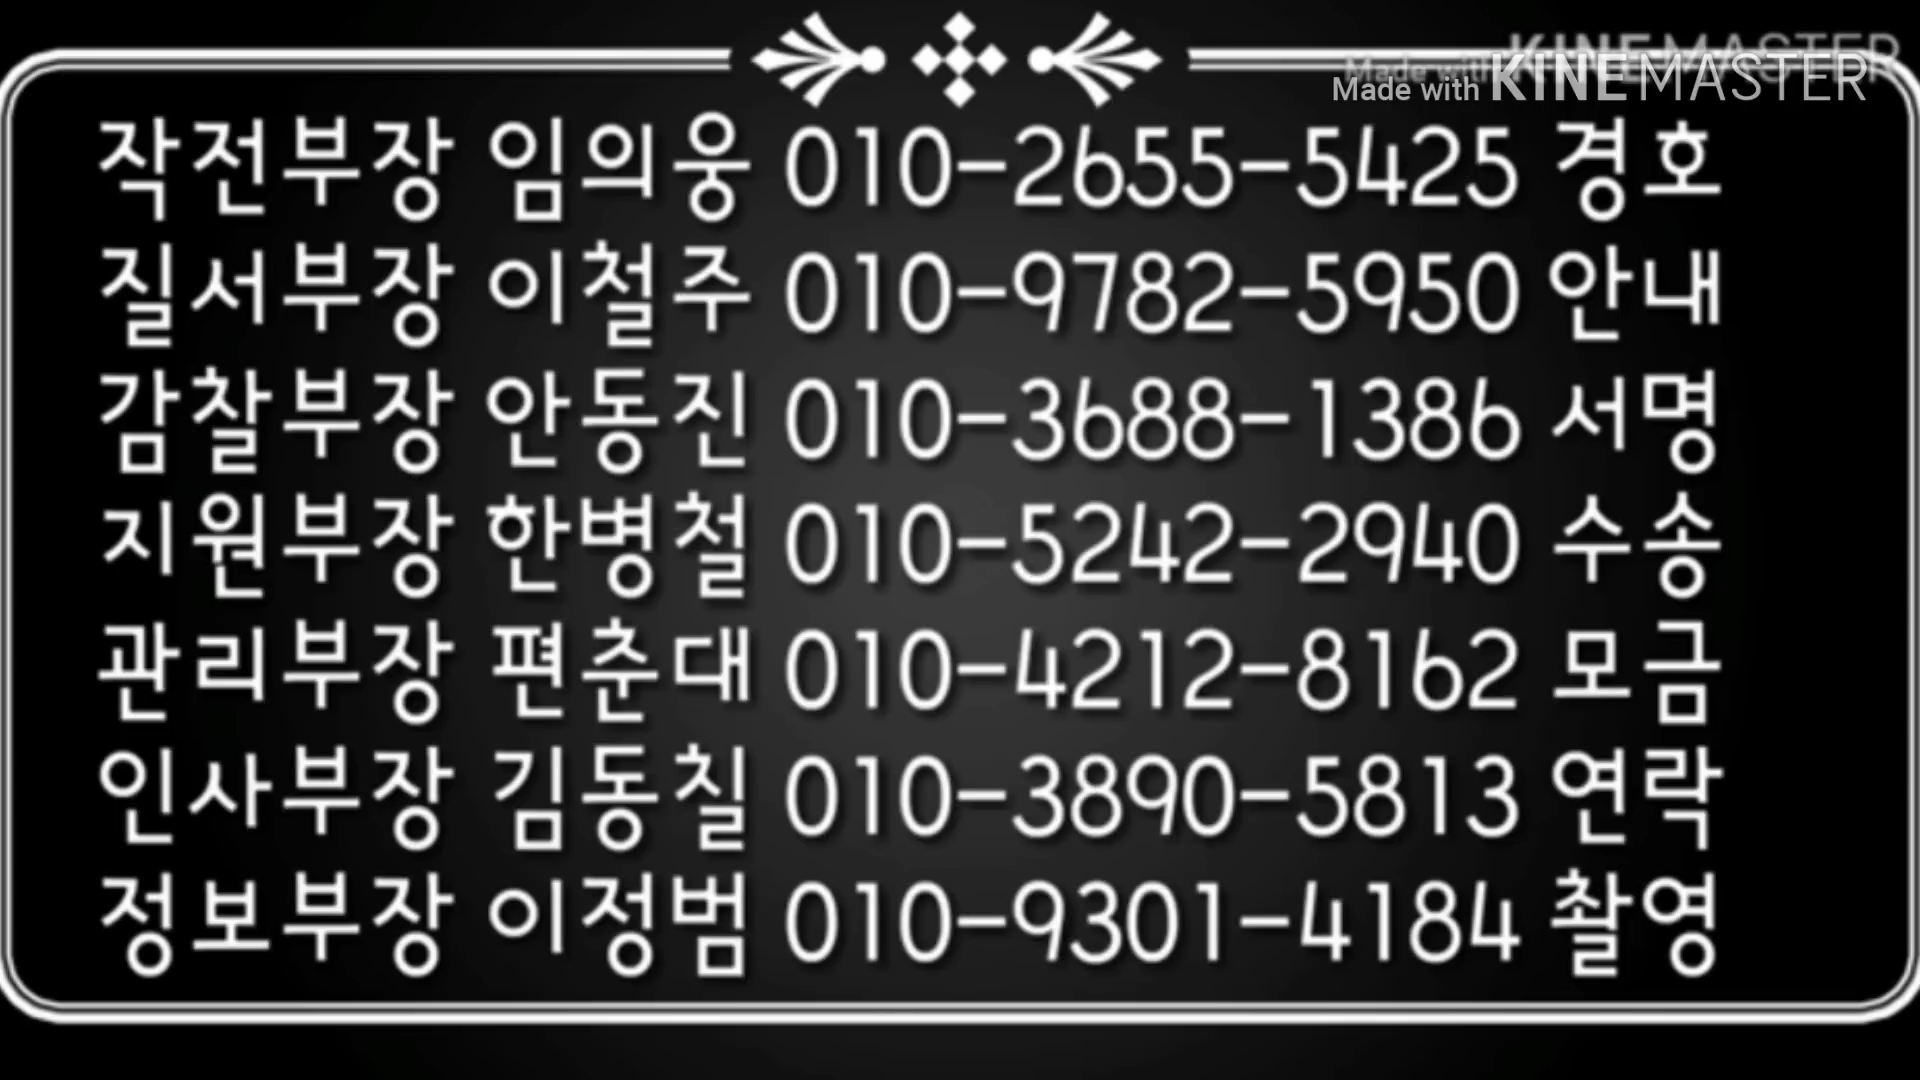 Made with KINEMASTER
Made with KINEMASTER
작전부장 임의웅 010-2655-5425 경호
질서부장 이철주 010-9782-5950 안내
감찰부장 안동진 010-3688-1386 서명
지원부장 한병철 010-5242-2940 수송
관리부장 편춘대 010-4212-8162 모금
인사부장 김동칠 010-3890-5813 연락
정보부장 이정범 010-9301-4184 촬영